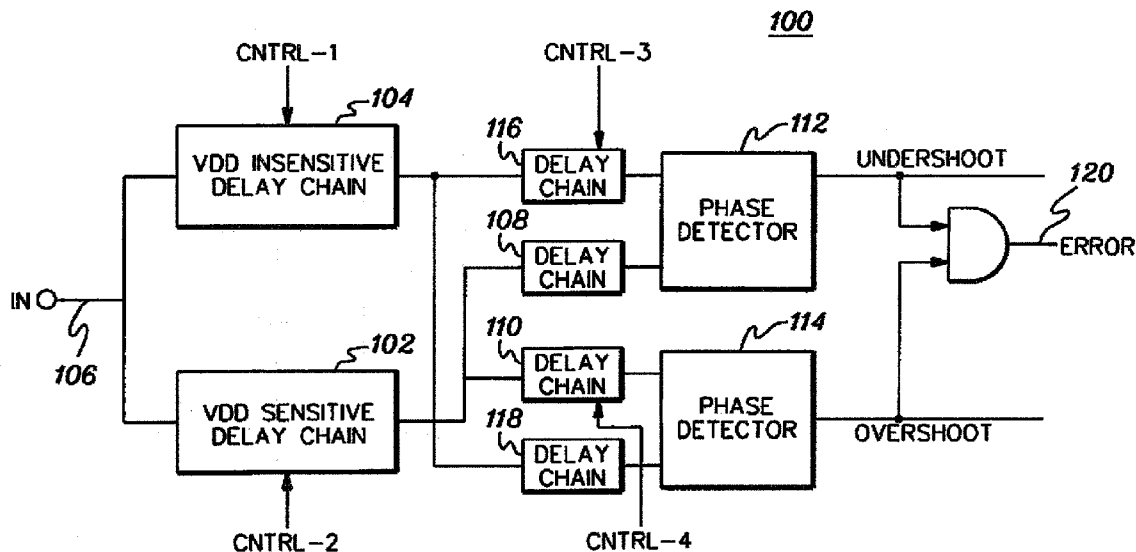 100
CNTRL-1
CNTRL-3
104
116
112
VDD INSENSITIVE
DELAY CHAIN
DELAY
CHAIN
UNDERSHOOT
120
PHASE
DETECTOR
108
DELAY
CHAIN
ERROR
IN
106
102
110
114
DELAY
CHAIN
VDD SENSITIVE
DELAY CHAIN
PHASE
DETECTOR
118
OVERSHOOT
DELAY
CHAIN
CNTRL-2
CNTRL-4